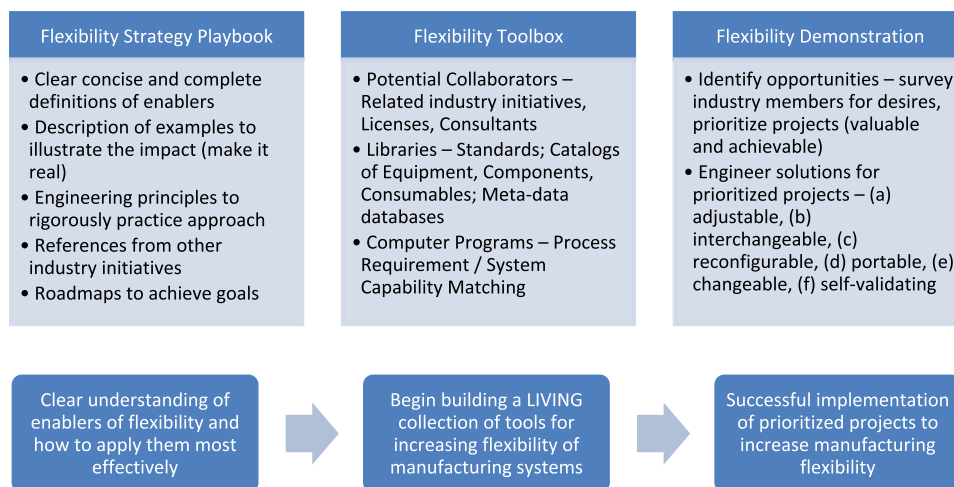 Flexibility Strategy Playbook
• Clear concise and complete
definitions of enablers
• Description of examples to
illustrate the impact (make it
real)
• Engineering principles to
rigorously practice approach
• References from other
industry initiatives
• Roadmaps to achieve goals
Flexibility Toolbox
• Potential Collaborators –
Related industry initiatives,
Licenses, Consultants
• Libraries – Standards; Catalogs
of Equipment, Components,
Consumables; Meta-data
databases
• Computer Programs – Process
Requirement / System
Capability Matching
Flexibility Demonstration
• Identify opportunities – survey
industry members for desires,
prioritize projects (valuable
and achievable)
• Engineer solutions for
prioritized projects – (a)
adjustable, (b)
interchangeable, (c)
reconfigurable, (d) portable, (e)
changeable, (f) self-validating
Clear understanding of
enablers of flexibility and
how to apply them most
effectively
Begin building a LIVING
collection of tools for
increasing flexibility of
manufacturing systems
Successful implementation
of prioritized projects to
increase manufacturing
flexibility